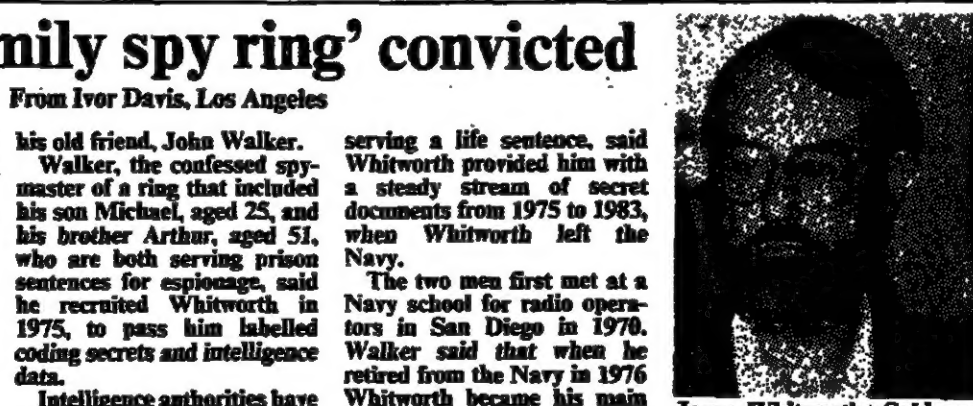 mily spy ring' convicted
From Ivor Davis, Los Angeles
his old friend, John Walker.
Walker, the confessed spy-
master of a ring that included
his son Michael, aged 25, and
his brother Arthur, aged 51,
who are both serving prison
sentences for espionage, said
he recruited Whitworth in
1975, to pass him labelled
coding secrets and intelligence
data.
Intelligence authorities have
serving a life sentence, said
Whitworth provided him with
a steady stream of secret
documents from 1975 to 1983,
when Whitworth left the
Navy.
The two men first met at a
Navy school for radio opera-
tors in San Diego in 1970.
Walker said that when he
retired from the Navy in 1976
Whitworth became his main